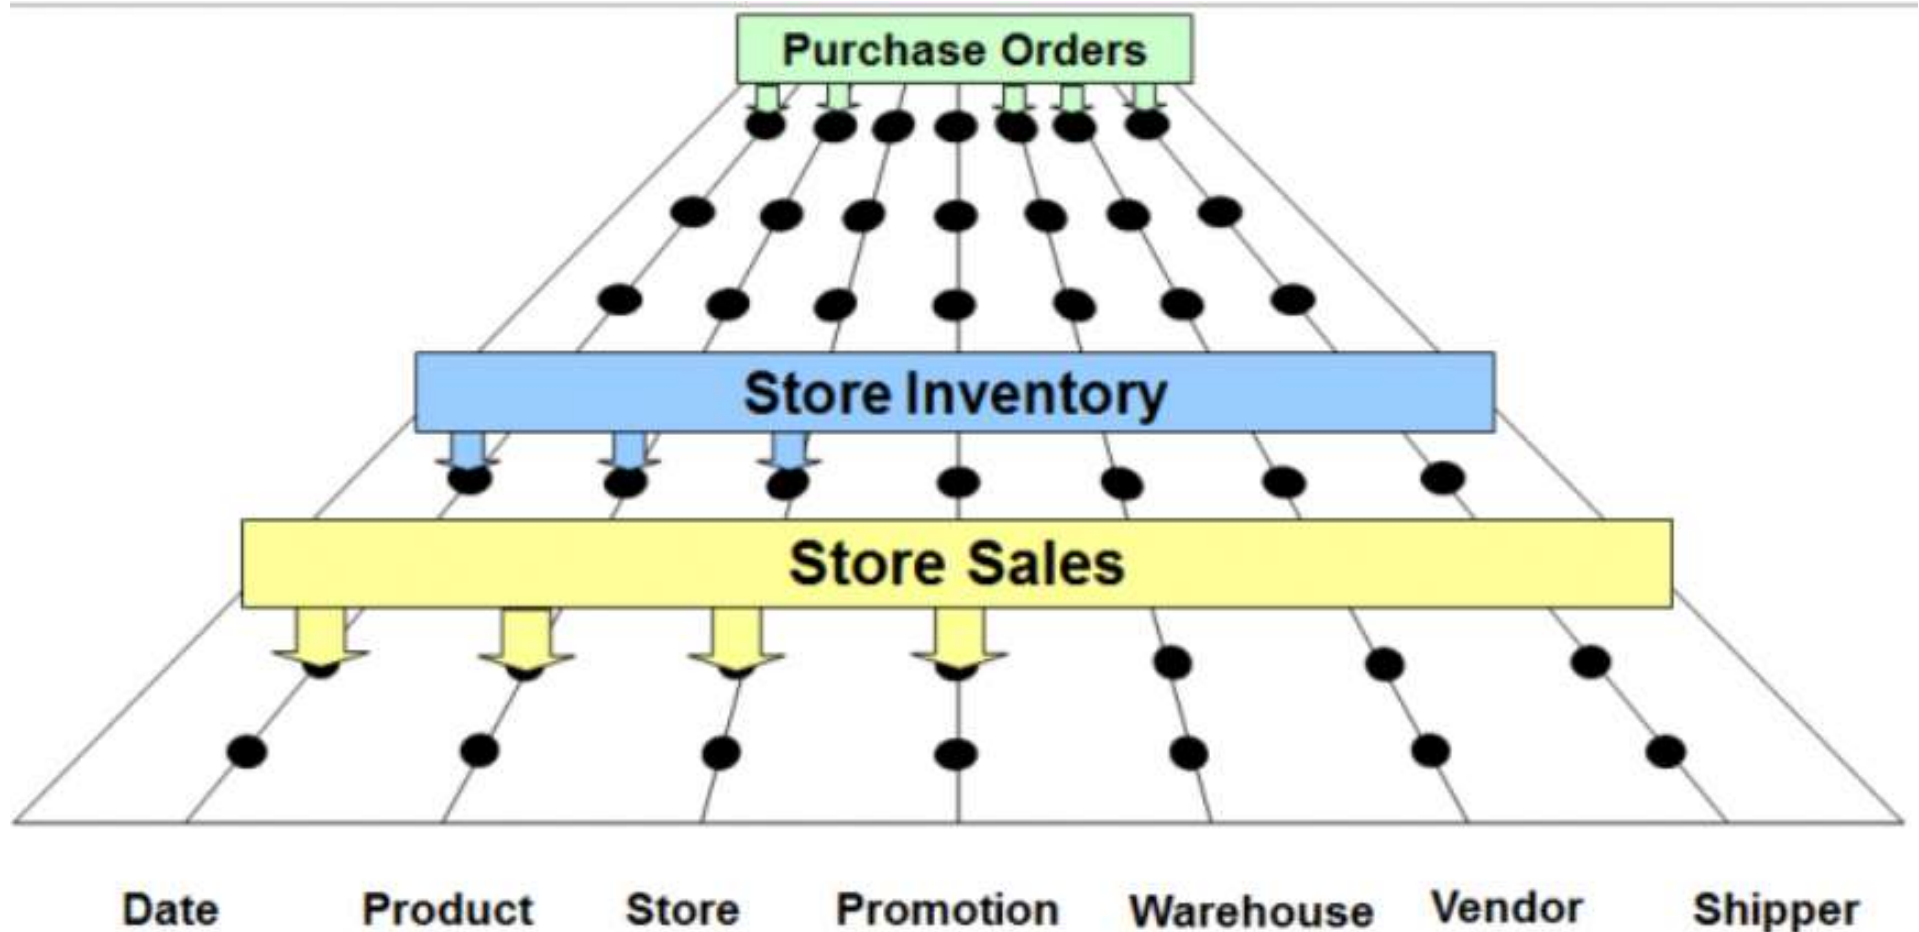 Purchase Orders
Store Inventory
Store Sales
Date Product Store Promotion Warehouse Vendor Shipper